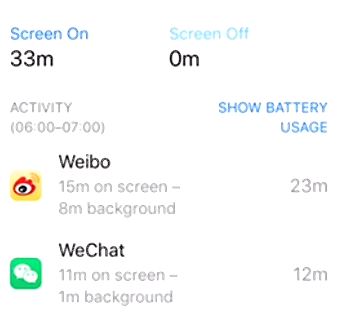 Screen On Screen Off
33m 0m
ACTIVITY SHOW BATTERY
(06:00–07:00) USAGE
Weibo
15m on screen – 23m
8m background
WeChat
11m on screen – 12m
1m background